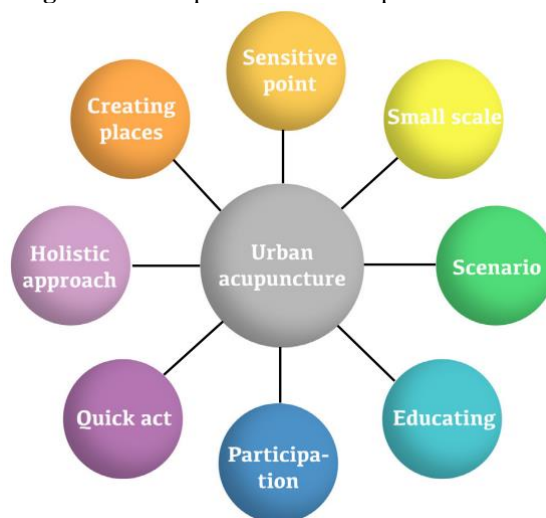 Sensitive
point
Creating
places
Small scale
Holistic
approach
Urban
acupuncture
Scenario
Quick act
Educating
Participa-
tion